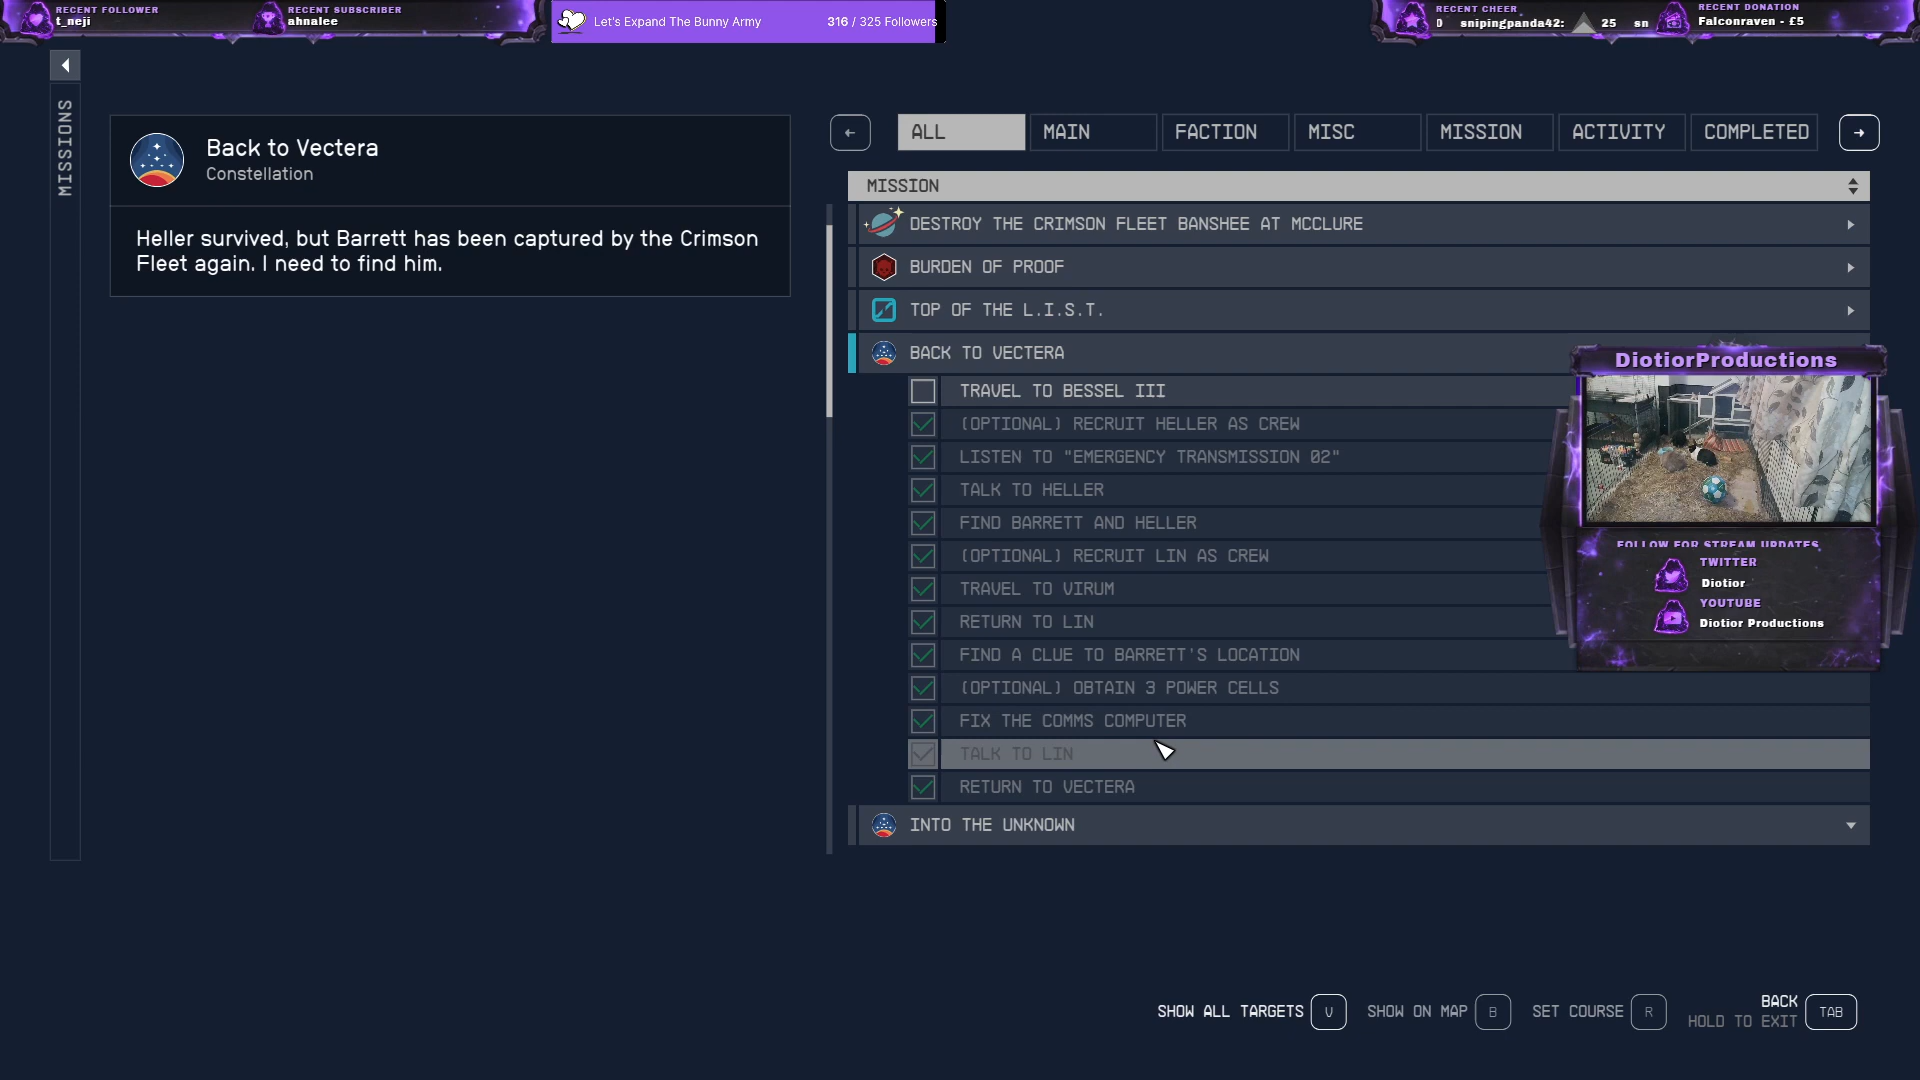 RECENT FOLLOWER
t_neji
RECENT SUBSCRIBER
ahnalee
Let's Expand The Bunny Army 316 / 325 Followers
RECENT CHEER
snipingpanda42: 25 sn
RECENT DONATION
Falconraven - £5
MISSIONS
Back to Vectera
Constellation
Heller survived, but Barrett has been captured by the Crimson
Fleet again. I need to find him.
ALL MAIN FACTION MISC MISSION ACTIVITY COMPLETED
MISSION
DESTROY THE CRIMSON FLEET BANSHEE AT MCCLURE
BURDEN OF PROOF
TOP OF THE L.I.S.T.
BACK TO VECTERA
TRAVEL TO BESSEL III
(OPTIONAL) RECRUIT HELLER AS CREW
LISTEN TO "EMERGENCY TRANSMISSION 02"
TALK TO HELLER
FIND BARRETT AND HELLER
(OPTIONAL) RECRUIT LIN AS CREW
TRAVEL TO VIRUM
RETURN TO LIN
FIND A CLUE TO BARRETT'S LOCATION
(OPTIONAL) OBTAIN 3 POWER CELLS
FIX THE COMMS COMPUTER
TALK TO LIN
RETURN TO VECTERA
INTO THE UNKNOWN
DiotiorProductions
FOLLOW FOR STREAM UPDATES
TWITTER
Diotior
YOUTUBE
Diotior Productions
SHOW ALL TARGETS V SHOW ON MAP B SET COURSE R BACK TAB
HOLD TO EXIT